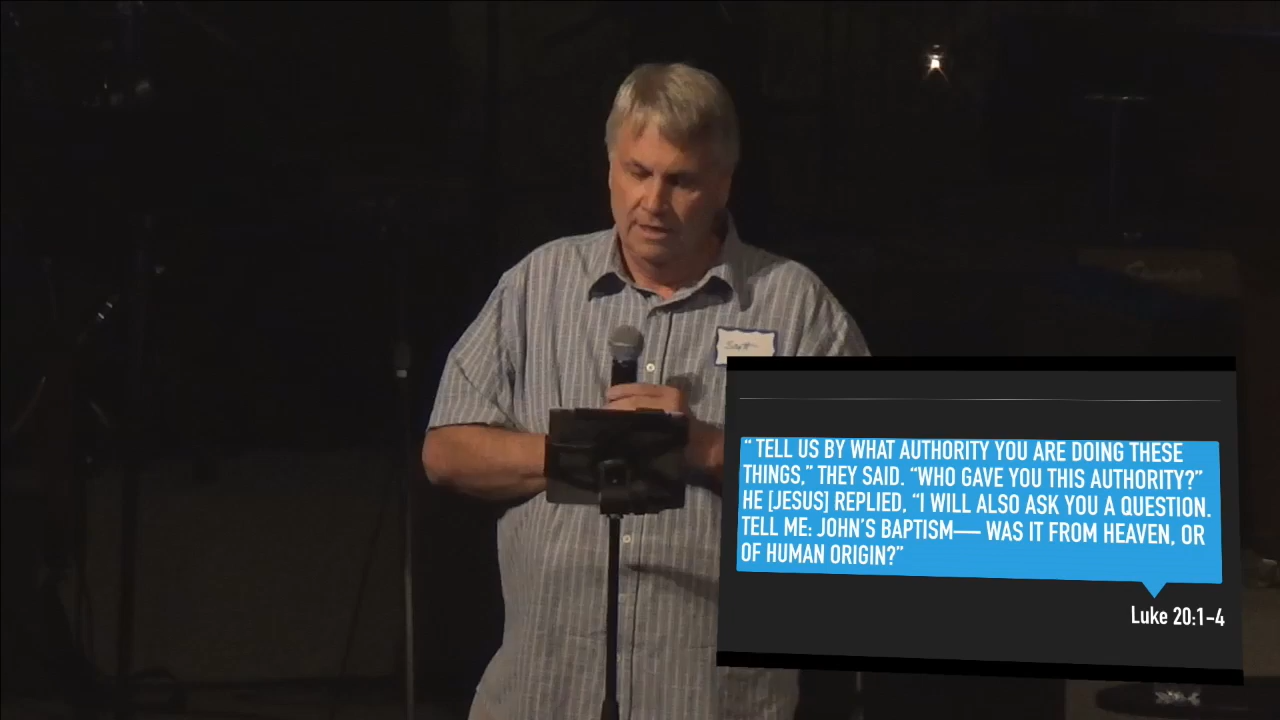 Scott
“ TELL US BY WHAT AUTHORITY YOU ARE DOING THESE
THINGS,” THEY SAID. “WHO GAVE YOU THIS AUTHORITY?”
HE [JESUS] REPLIED, “I WILL ALSO ASK YOU A QUESTION.
TELL ME: JOHN’S BAPTISM— WAS IT FROM HEAVEN, OR
OF HUMAN ORIGIN?”
Luke 20:1-4